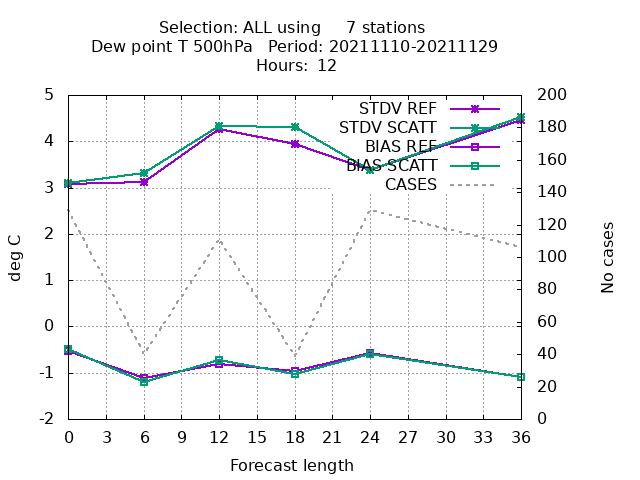 Selection: ALL using     7 stations
Dew point T 500hPa   Period: 20211110-20211129
Hours: 12
STDV REF
STDV SCATT
BIAS REF
BIAS SCATT
CASES
5
4
3
2
1
0
-1
-2
deg C
200
180
160
140
120
100
80
60
40
20
0
No cases
0 3 6 9 12 15 18 21 24 27 30 33 36
Forecast length